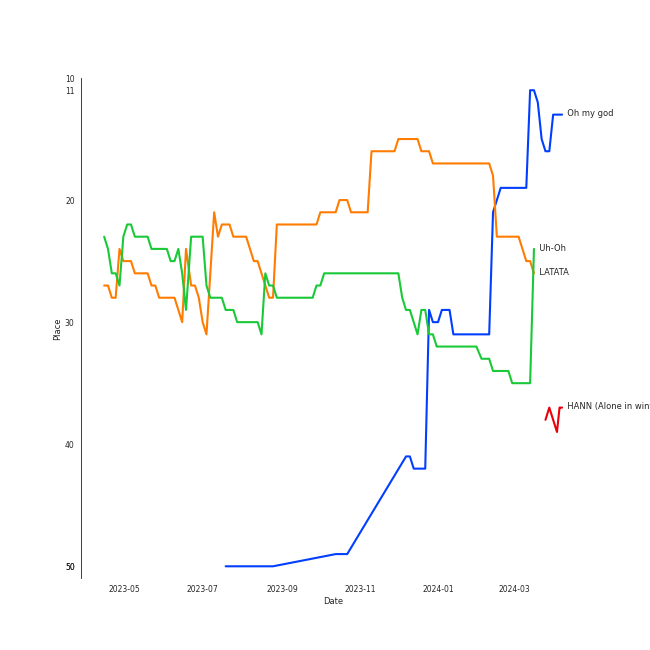 10
11
Oh my god
20
Uh-Oh
LATATA
30
Place
HANN (Alone in win
40
50
2023-05 2023-07 2023-09 2023-11 2024-01 2024-03
Date